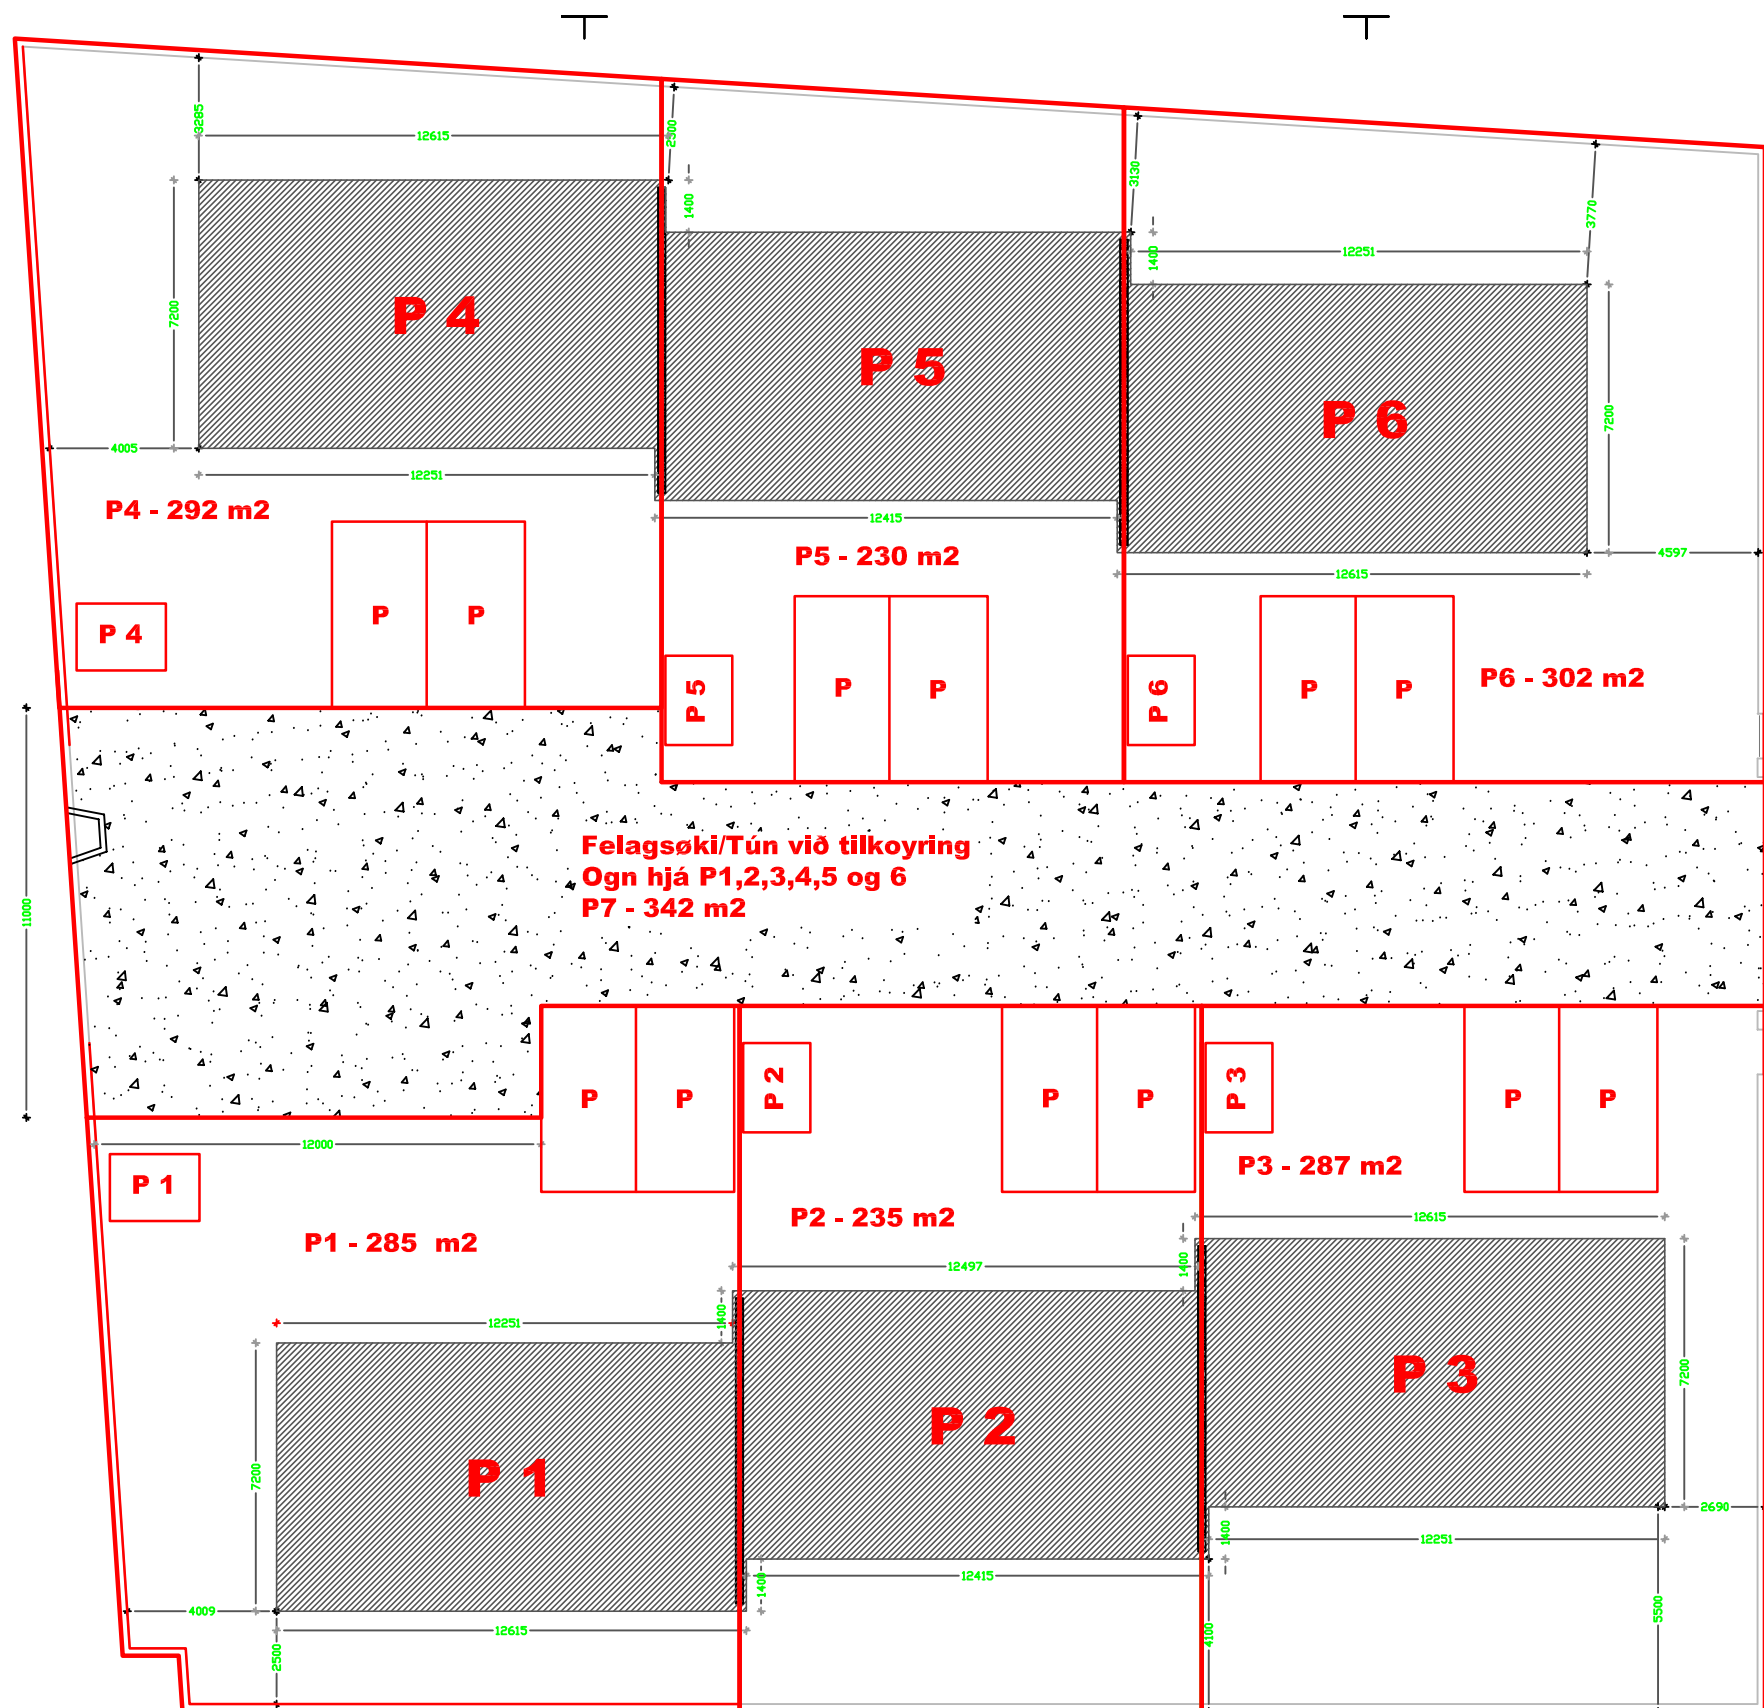 3285
12615
2500
1400
3130
1400
12251
3770
7200
P 4
P 5
P 6
7200
4005
12251
12415
12615
4597
P4 - 292 m2
P5 - 230 m2
P6 - 302 m2
P 4
P
P
P 5
P
P
P 6
P
P
11000
Felagsøki/Tún við tilkoyring
Ogn hjá P1,2,3,4,5 og 6
P7 - 342 m2
12000
P
P
P 2
P
P
P 3
P
P
P 1
P1 - 285 m2
P2 - 235 m2
P3 - 287 m2
12615
12497
1400
12251
1400
7200
P 3
P 2
P 1
7200
2690
12251
1400
12415
1400
4009
12615
2500
4100
5500